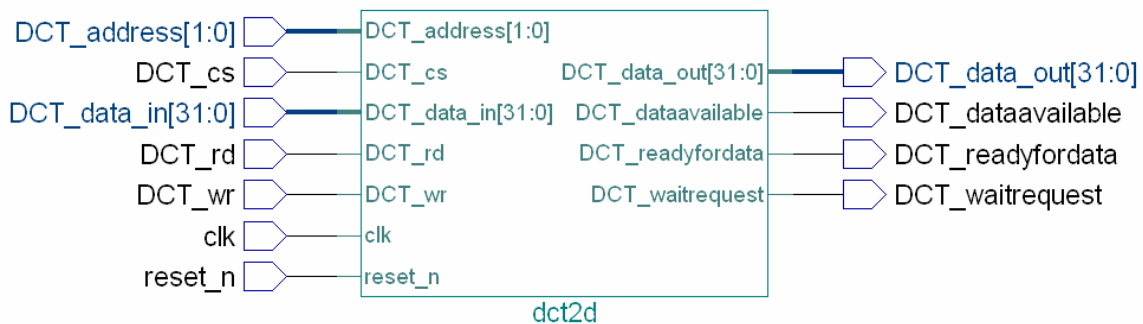 DCT_address[1:0] DCT_address[1:0]
DCT_cs DCT_cs DCT_data_out[31:0] DCT_data_out[31:0]
DCT_data_in[31:0] DCT_data_in[31:0] DCT_dataavailable DCT_dataavailable
DCT_rd DCT_rd DCT_readyfordata DCT_readyfordata
DCT_wr DCT_wr DCT_waitrequest DCT_waitrequest
clk clk
reset_n reset_n
dct2d